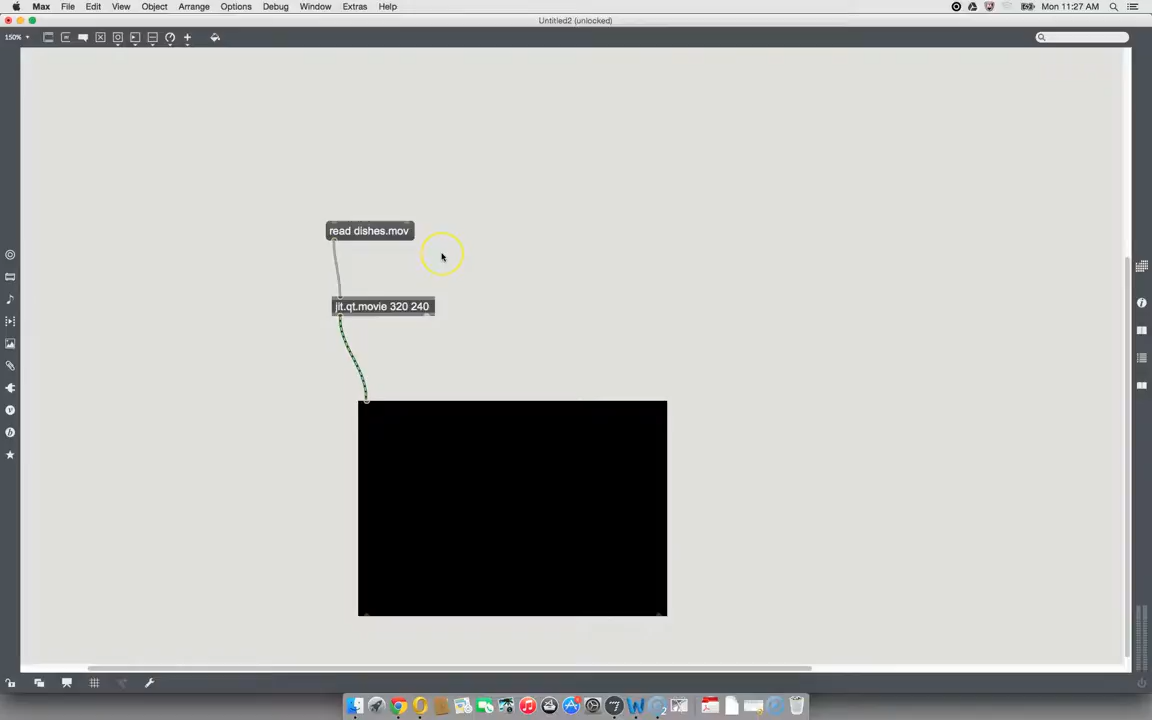 Max File Edit View Object Arrange Options Debug Window Extras Help Mon 11:27 AM
Untitled2 (unlocked)
150%
read dishes.mov
jit.qt.movie 320 240